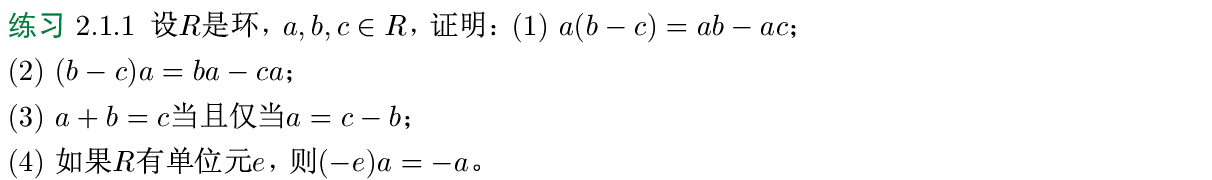 练习 2.1.1 设R是环，a, b, c ∈ R，证明：(1) a(b − c) = ab − ac；
(2) (b − c)a = ba − ca；
(3) a + b = c当且仅当a = c − b；
(4) 如果R有单位元e，则(−e)a = −a。